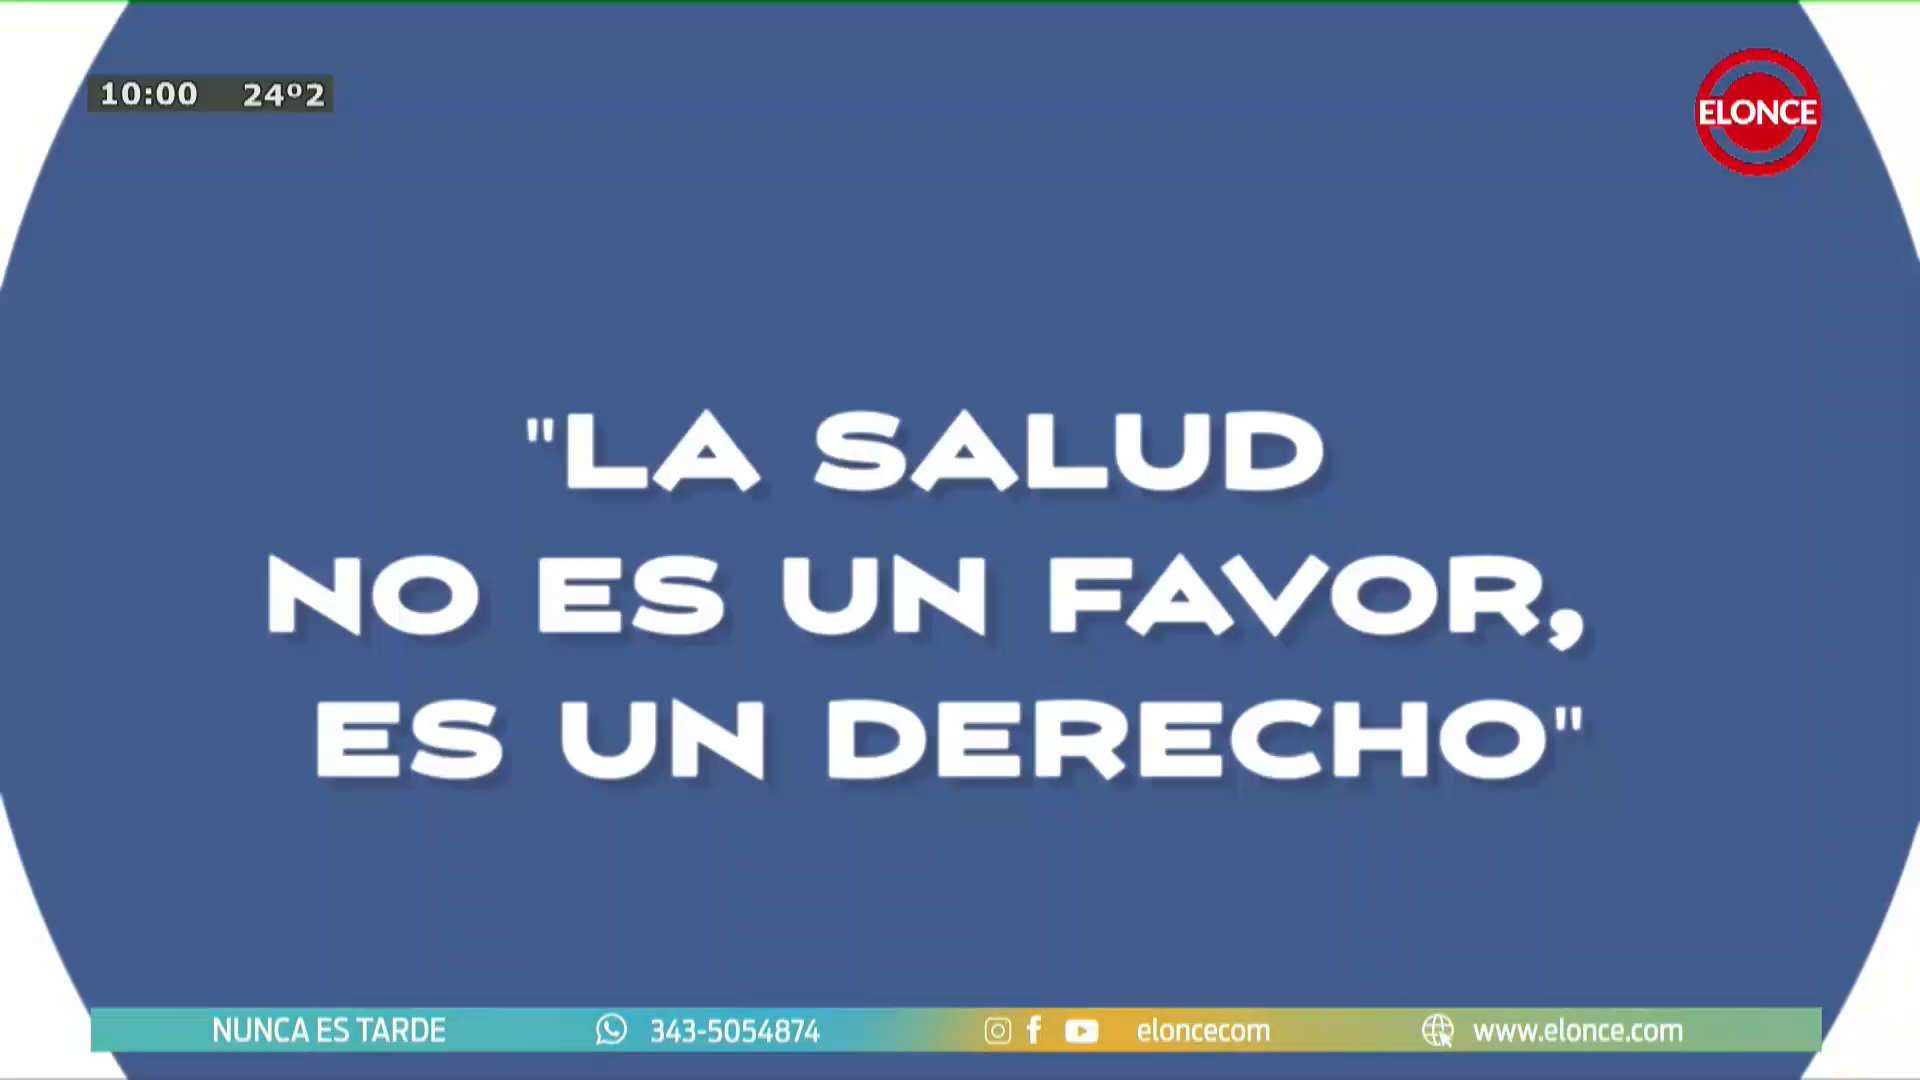 10:00 24º2
ELONCE
"LA SALUD
NO ES UN FAVOR,
ES UN DERECHO"
NUNCA ES TARDE 343-5054874 eloncecom www.elonce.com